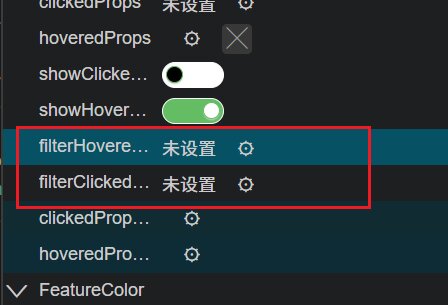 clickedProps 未设置
hoveredProps
showClicke...
showHover...
filterHovere... 未设置
filterClicked... 未设置
clickedProp...
hoveredPro...
FeatureColor